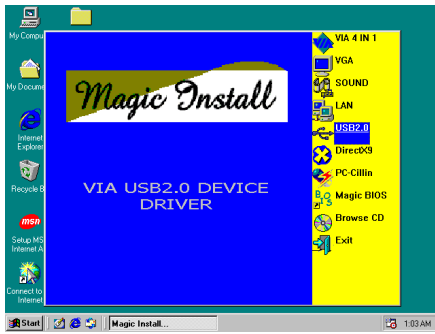 My Compu
My Docume
Internet
Explorer
Recycle B
msn
Setup MS
Internet A
Connect to
Internet
Magic Install
VIA USB2.0 DEVICE
DRIVER
VIA 4 IN 1
VGA
SOUND
LAN
USB2.0
DirectX9
PC-Cillin
BIOS
Magic BIOS
Browse CD
Exit
Start
Magic Install...
1:03 AM